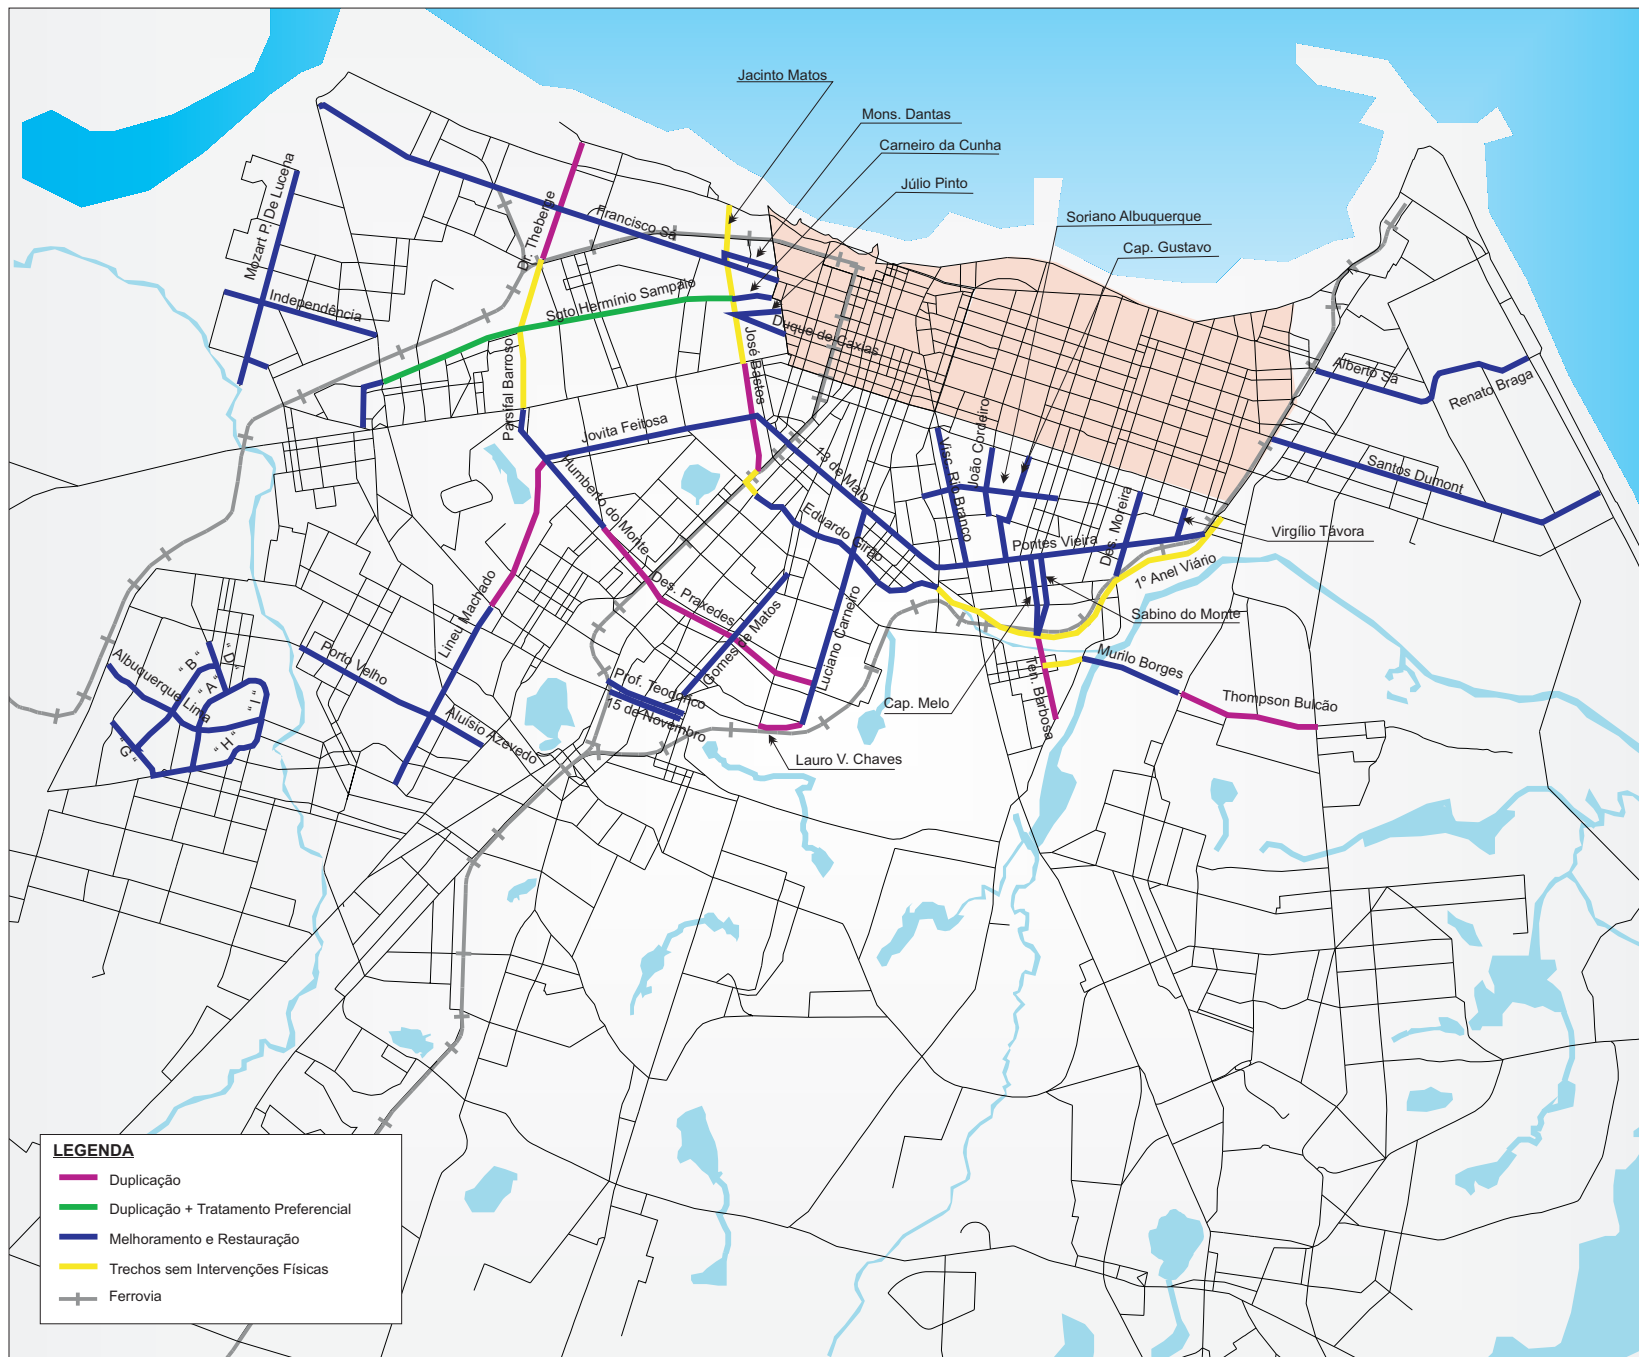 Jacinto Matos
Mons. Dantas
Carneiro da Cunha
Júlio Pinto
Soriano Albuquerque
Cap. Gustavo
Mozart P. De Lucena
Dr. Theberge
Francisco Sá
Independência
Sgto Hermínio Sampaio
Duque de Caxias
José Bastos
Parsifal Barroso
Alberto Sá
Renato Braga
Jovita Feitosa
Humberto do Monte
13 de Maio
Visc. Rio Branco
João Cordeiro
Santos Dumont
Eduardo Girão
Des. Moreira
Pontes Vieira
Virgílio Távora
1º Anel Viário
Des. Praxedes
Lineu Machado
Gomes de Matos
Luciano Carneiro
Sabino do Monte
Murilo Borges
"D"
"B"
"A"
"I"
Albuquerque Lima
"H"
"G"
Porto Velho
Aluísio Azevedo
Prof. Teodorico
15 de Novembro
Cap. Melo
Ten. Barbosa
Thompson Bulcão
Lauro V. Chaves
LEGENDA
Duplicação
Duplicação + Tratamento Preferencial
Melhoramento e Restauração
Trechos sem Intervenções Físicas
Ferrovia